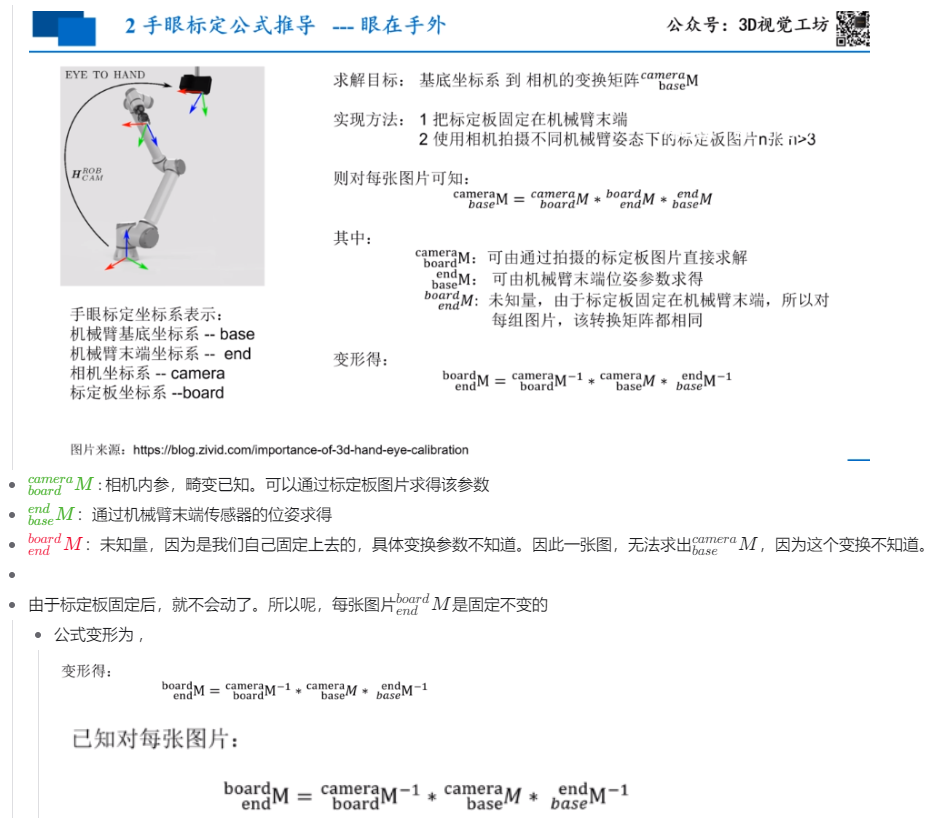 2 手眼标定公式推导 --- 眼在手外
公众号：3D视觉工坊
EYE TO HAND
H ROB CAM
求解目标： 基底坐标系 到 相机的变换矩阵 camera base M
实现方法： 1 把标定板固定在机械臂末端
2 使用相机拍摄不同机械臂姿态下的标定板图片n张 n>3
则对每张图片可知：
camera base M = camera board M * board end M * end base M
其中：
camera board M：可由通过拍摄的标定板图片直接求解
end base M： 可由机械臂末端位姿参数求得
board end M：未知量，由于标定板固定在机械臂末端，所以对
每组图片，该转换矩阵都相同
手眼标定坐标系表示：
机械臂基底坐标系 -- base
机械臂末端坐标系 -- end
相机坐标系 -- camera
标定板坐标系 --board
变形得：
board end M = camera board M⁻¹ * camera base M * end base M⁻¹
图片来源：https://blog.zivid.com/importance-of-3d-hand-eye-calibration
camera board M : 相机内参，畸变已知。可以通过标定板图片求得该参数
end base M： 通过机械臂末端传感器的位姿求得
board end M： 未知量，因为是我们自己固定上去的，具体变换参数不知道。因此一张图，无法求出 camera base M，因为这个变换不知道。
由于标定板固定后，就不会动了。所以呢，每张图片 board end M 是固定不变的
公式变形为，
变形得：
board end M = camera board M⁻¹ * camera base M * end base M⁻¹
已知对每张图片：
board end M = camera board M⁻¹ * camera base M * end base M⁻¹